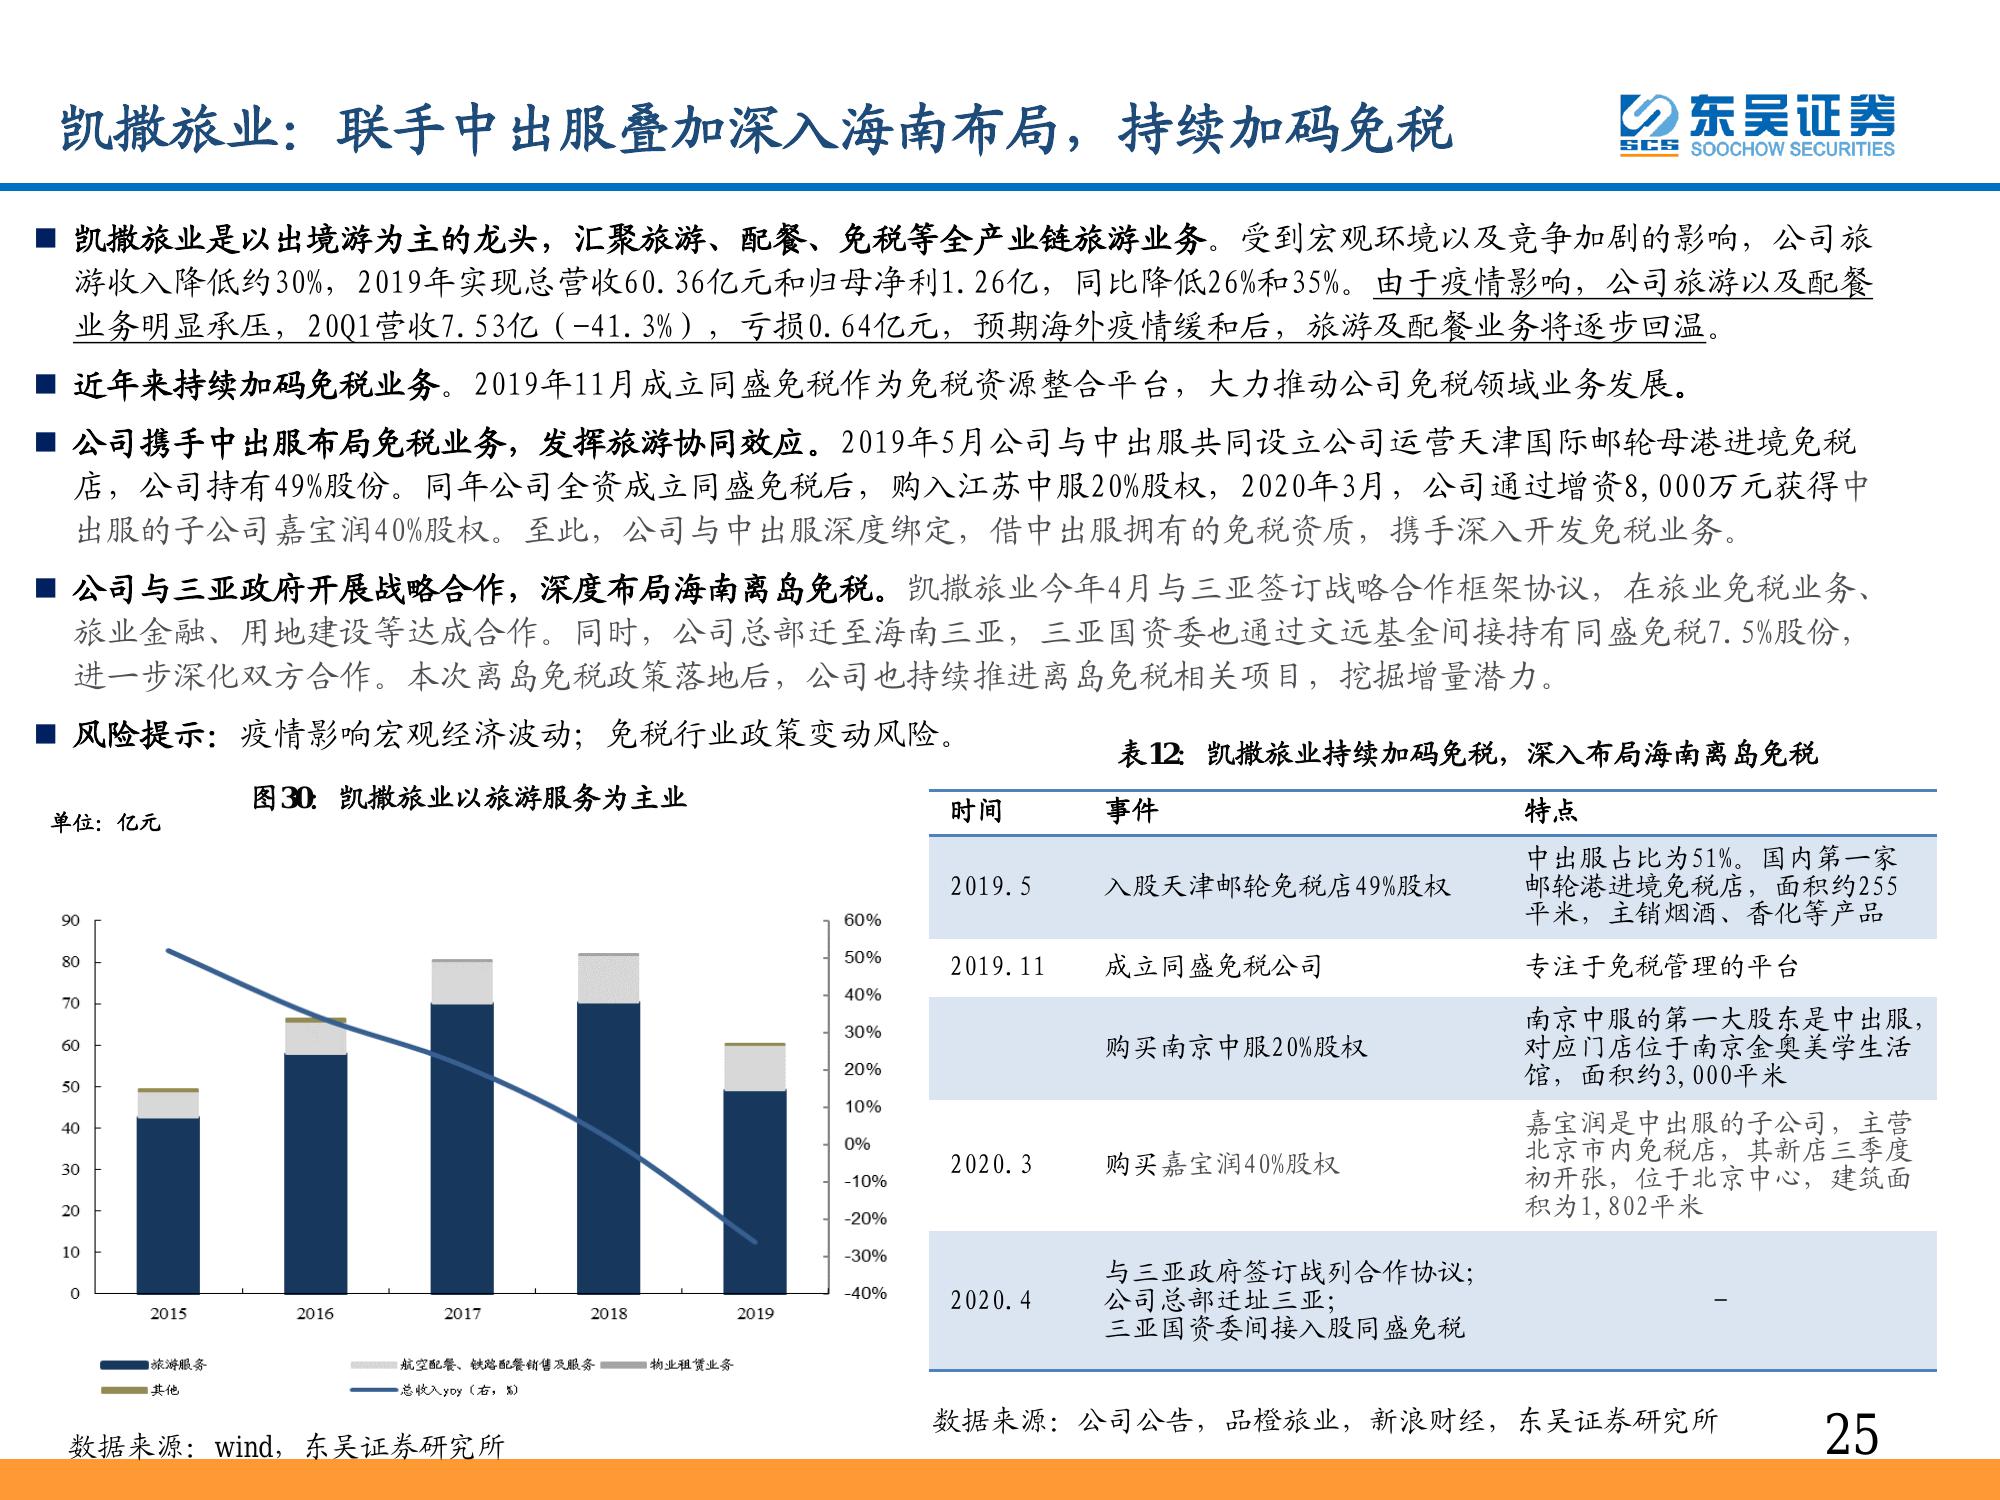 凯撒旅业：联手中出服叠加深入海南布局，持续加码免税
东吴证券
SCS
SOOCHOW SECURITIES
■ 凯撒旅业是以出境游为主的龙头，汇聚旅游、配餐、免税等全产业链旅游业务。受到宏观环境以及竞争加剧的影响，公司旅
游收入降低约30%，2019年实现总营收60.36亿元和归母净利1.26亿，同比降低26%和35%。由于疫情影响，公司旅游以及配餐
业务明显承压，20Q1营收7.53亿（-41.3%），亏损0.64亿元，预期海外疫情缓和后，旅游及配餐业务将逐步回温。
■ 近年来持续加码免税业务。2019年11月成立同盛免税作为免税资源整合平台，大力推动公司免税领域业务发展。
■ 公司携手中出服布局免税业务，发挥旅游协同效应。2019年5月公司与中出服共同设立公司运营天津国际邮轮母港进境免税
店，公司持有49%股份。同年公司全资成立同盛免税后，购入江苏中服20%股权，2020年3月，公司通过增资8,000万元获得中
出服的子公司嘉宝润40%股权。至此，公司与中出服深度绑定，借中出服拥有的免税资质，携手深入开发免税业务。
■ 公司与三亚政府开展战略合作，深度布局海南离岛免税。凯撒旅业今年4月与三亚签订战略合作框架协议，在旅业免税业务、
旅业金融、用地建设等达成合作。同时，公司总部迁至海南三亚，三亚国资委也通过文远基金间接持有同盛免税7.5%股份，
进一步深化双方合作。本次离岛免税政策落地后，公司也持续推进离岛免税相关项目，挖掘增量潜力。
■ 风险提示：疫情影响宏观经济波动；免税行业政策变动风险。
图30：凯撒旅业以旅游服务为主业
单位：亿元
90
80
70
60
50
40
30
20
10
0
60%
50%
40%
30%
20%
10%
0%
-10%
-20%
-30%
-40%
2015 2016 2017 2018 2019
旅游服务 航空配餐、铁路配餐销售及服务 物业租赁业务
其他 总收入yoy（右，%）
数据来源：wind，东吴证券研究所
表12：凯撒旅业持续加码免税，深入布局海南离岛免税
时间 事件 特点
2019.5 入股天津邮轮免税店49%股权 中出服占比为51%。国内第一家
邮轮港进境免税店，面积约255
平米，主销烟酒、香化等产品
2019.11 成立同盛免税公司 专注于免税管理的平台
购买南京中服20%股权 南京中服的第一大股东是中出服，
对应门店位于南京金奥美学生活
馆，面积约3,000平米
2020.3 购买嘉宝润40%股权 嘉宝润是中出服的子公司，主营
北京市内免税店，其新店三季度
初开张，位于北京中心，建筑面
积为1,802平米
2020.4 与三亚政府签订战列合作协议；
公司总部迁址三亚；
三亚国资委间接入股同盛免税
-
数据来源：公司公告，品橙旅业，新浪财经，东吴证券研究所
25